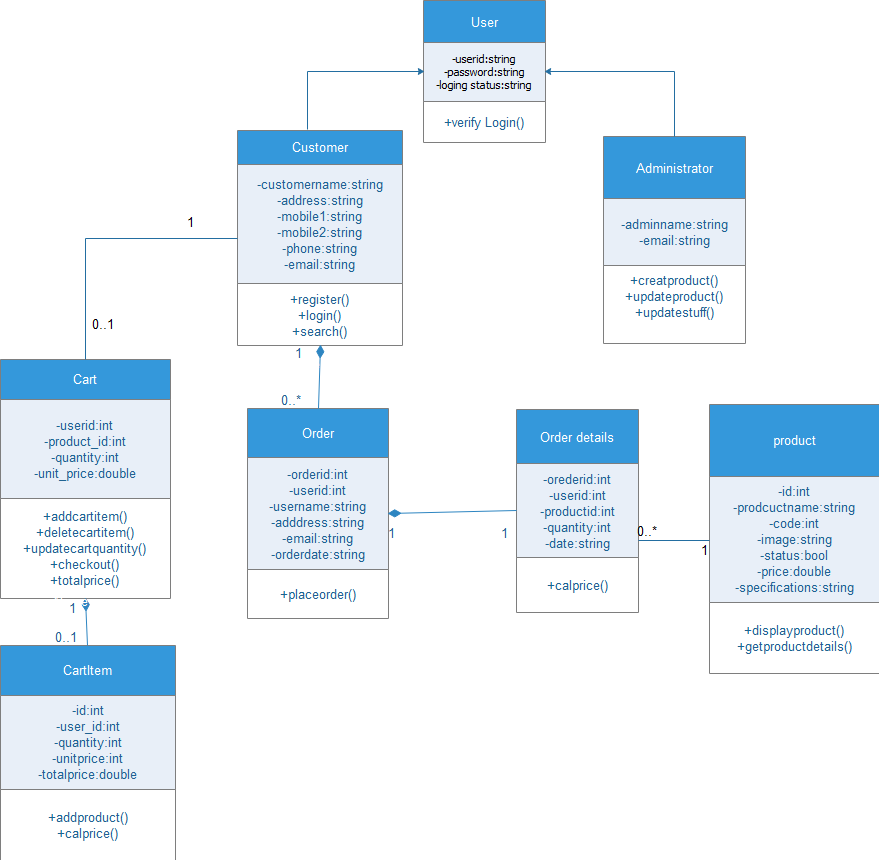 User
-userid:string
-password:string
-loging status:string
+verify Login()
Customer
-customername:string
-address:string
-mobile1:string
-mobile2:string
-phone:string
-email:string
+register()
+login()
+search()
Administrator
-adminname:string
-email:string
+creatproduct()
+updateproduct()
+updatestuff()
1
0..1
1
0..*
Cart
-userid:int
-product_id:int
-quantity:int
-unit_price:double
+addcartitem()
+deletecartitem()
+updatecartquantity()
+checkout()
+totalprice()
Order
-orderid:int
-userid:int
-username:string
-adddress:string
-email:string
-orderdate:string
+placeorder()
1
1
Order details
-orederid:int
-userid:int
-productid:int
-quantity:int
-date:string
+calprice()
0..*
1
product
-id:int
-prodcuctname:string
-code:int
-image:string
-status:bool
-price:double
-specifications:string
+displayproduct()
+getproductdetails()
1
0..1
CartItem
-id:int
-user_id:int
-quantity:int
-unitprice:int
-totalprice:double
+addproduct()
+calprice()